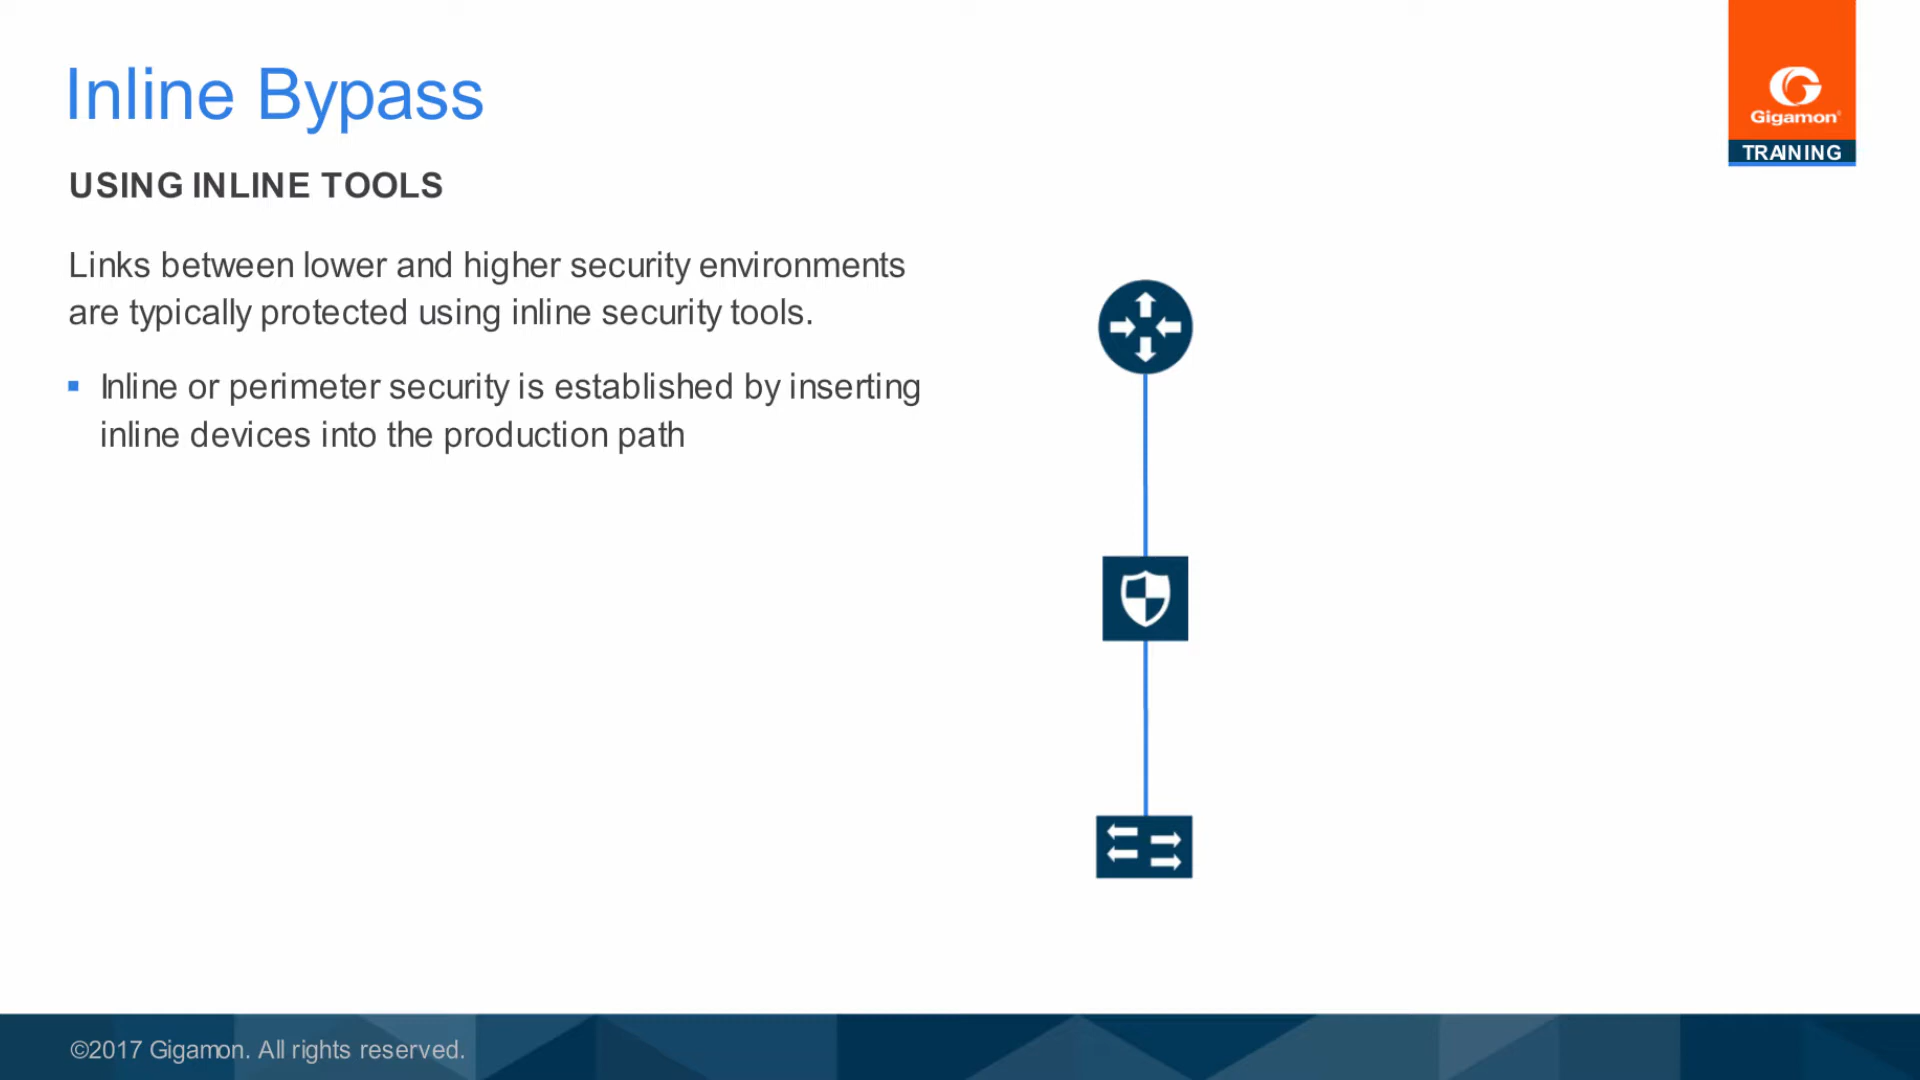 Inline Bypass
Gigamon®
TRAINING
USING INLINE TOOLS
Links between lower and higher security environments
are typically protected using inline security tools.
▪ Inline or perimeter security is established by inserting
inline devices into the production path
©2017 Gigamon. All rights reserved.